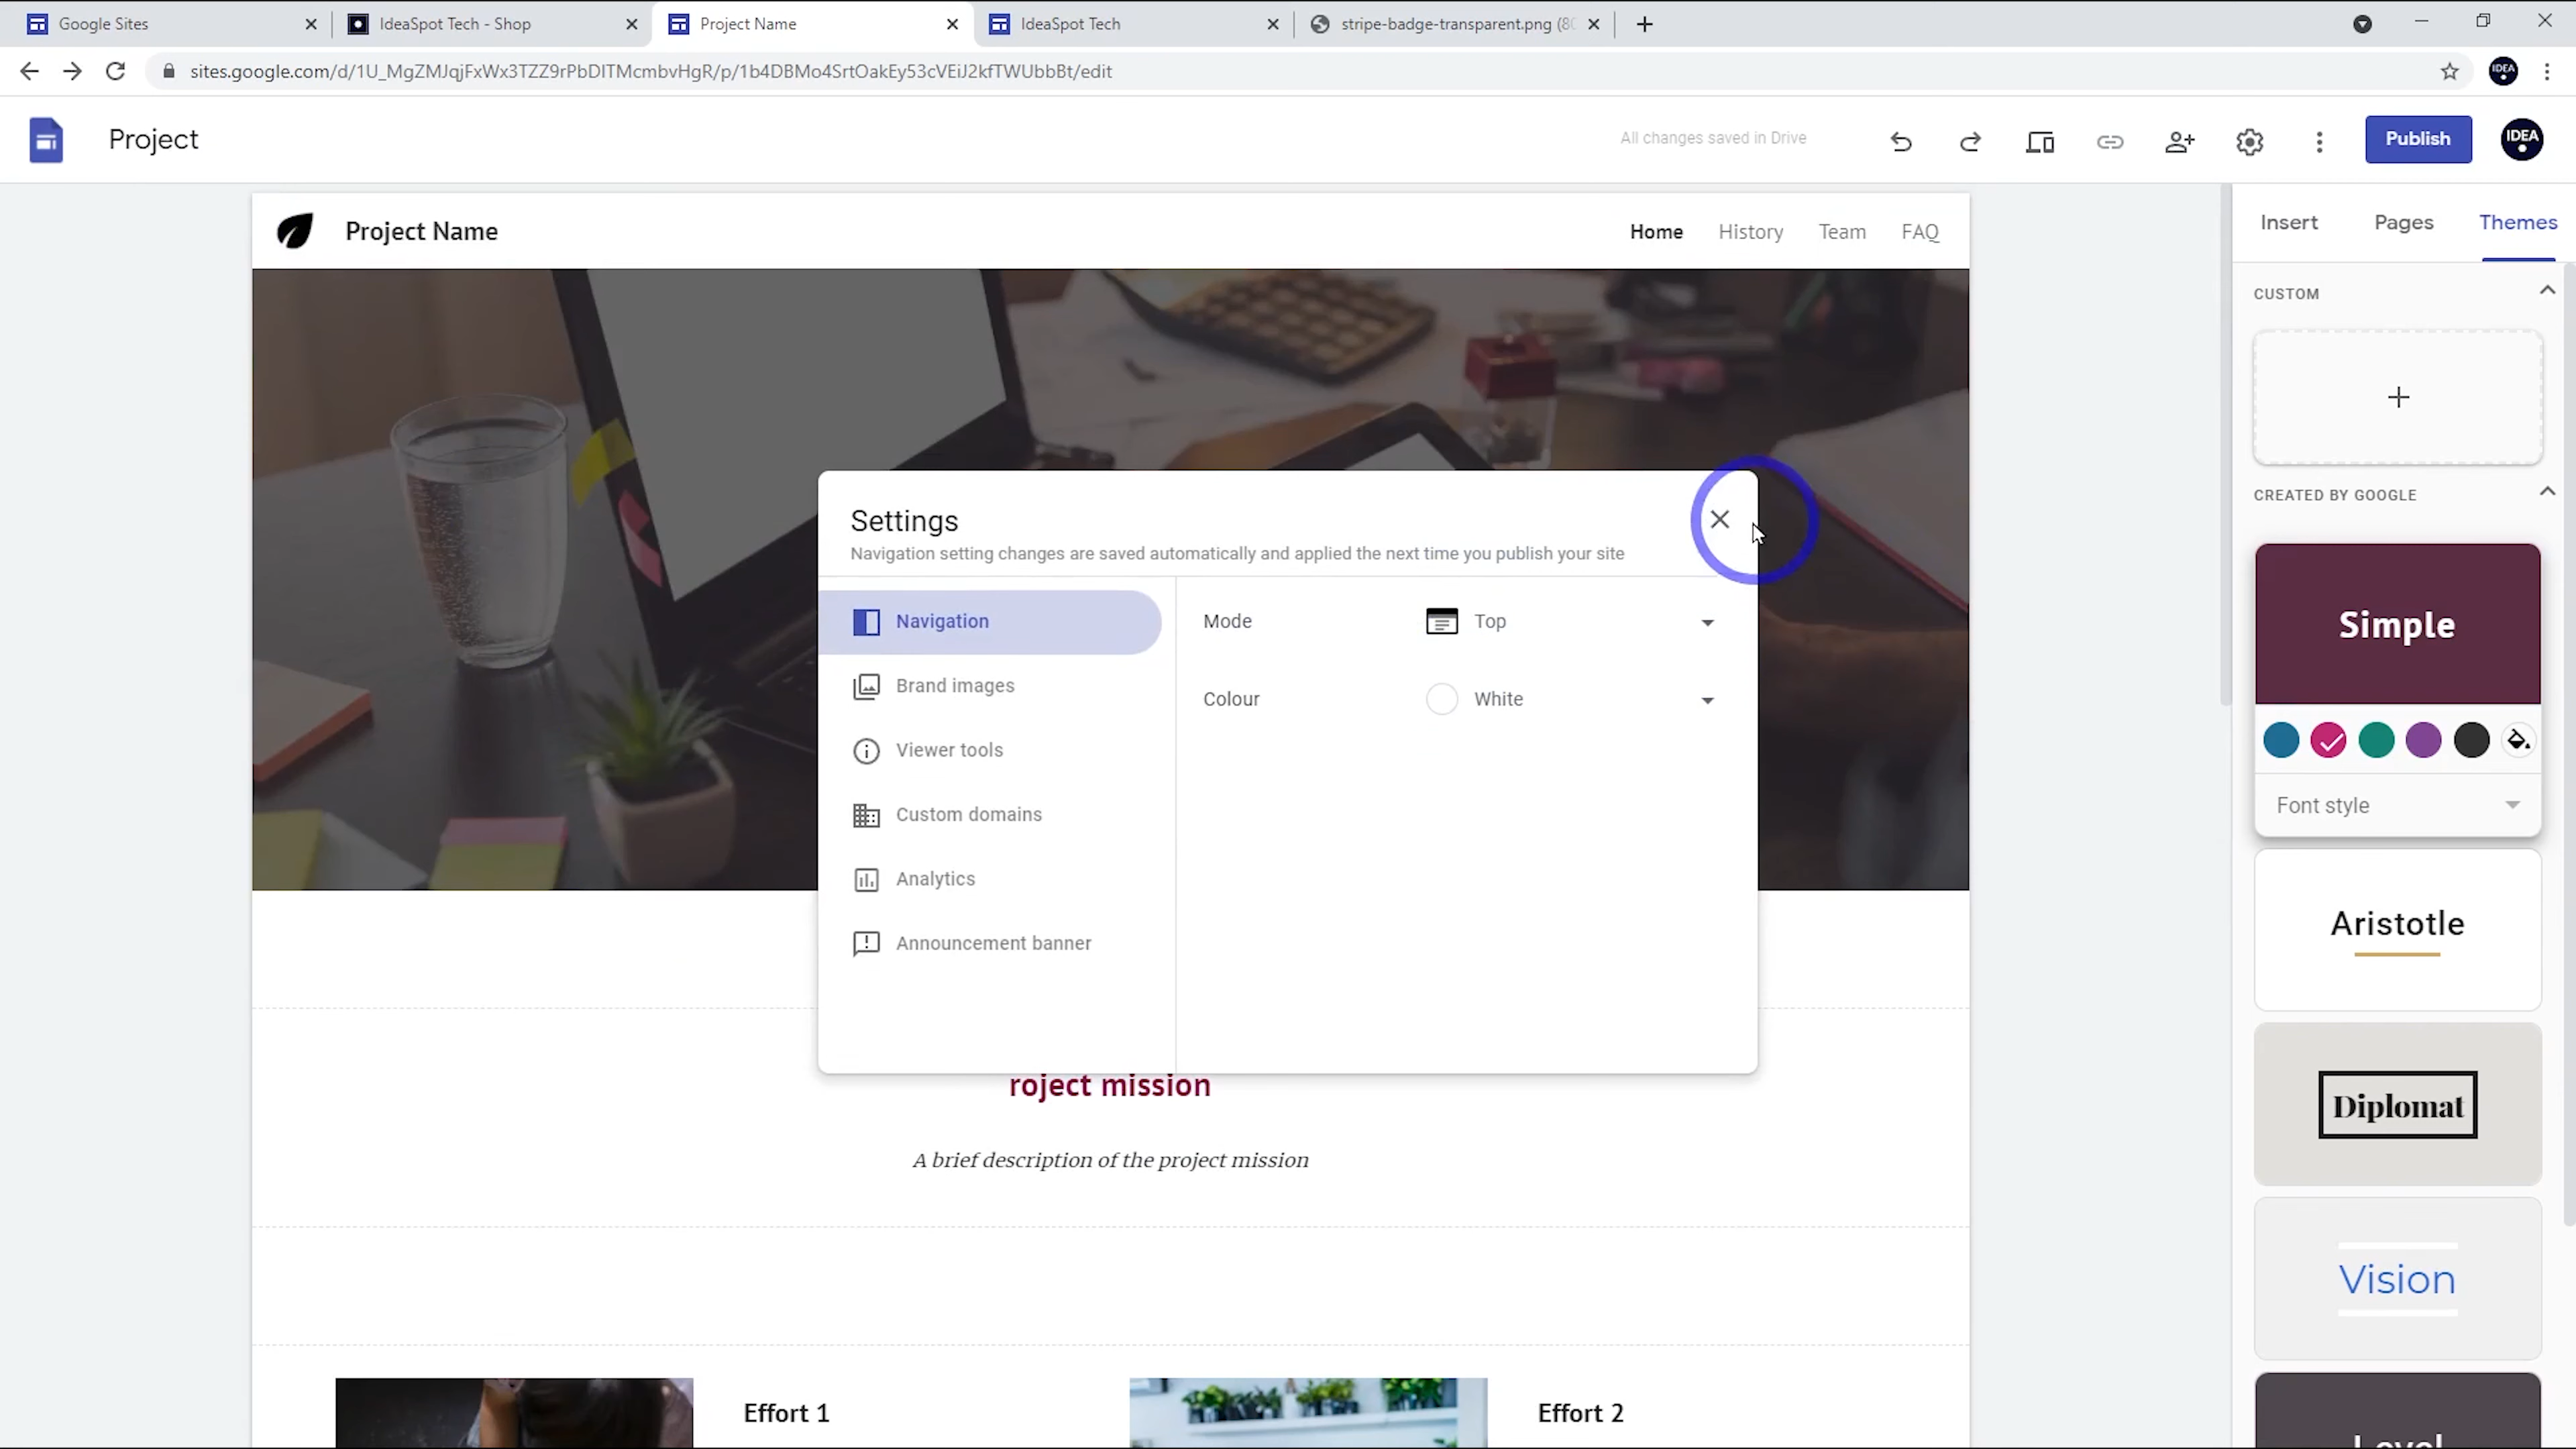 Google Sites
IdeaSpot Tech - Shop
Project Name
IdeaSpot Tech
stripe-badge-transparent.png (80
sites.google.com/d/1U_MgZMJqjFxWx3TZZ9rPbDITMcmbvHgR/p/1b4DBMo4SrtOakEy53cVEiJ2kfTWUbbBt/edit
IDEA
Project
All changes saved in Drive
Publish
IDEA
Project Name
Home
History
Team
FAQ
Insert
Pages
Themes
CUSTOM
CREATED BY GOOGLE
Simple
Font style
Aristotle
Diplomat
Vision
Level
Settings
Navigation setting changes are saved automatically and applied the next time you publish your site
Navigation
Brand images
Viewer tools
Custom domains
Analytics
Announcement banner
Mode
Top
Colour
White
roject mission
A brief description of the project mission
Effort 1
Effort 2